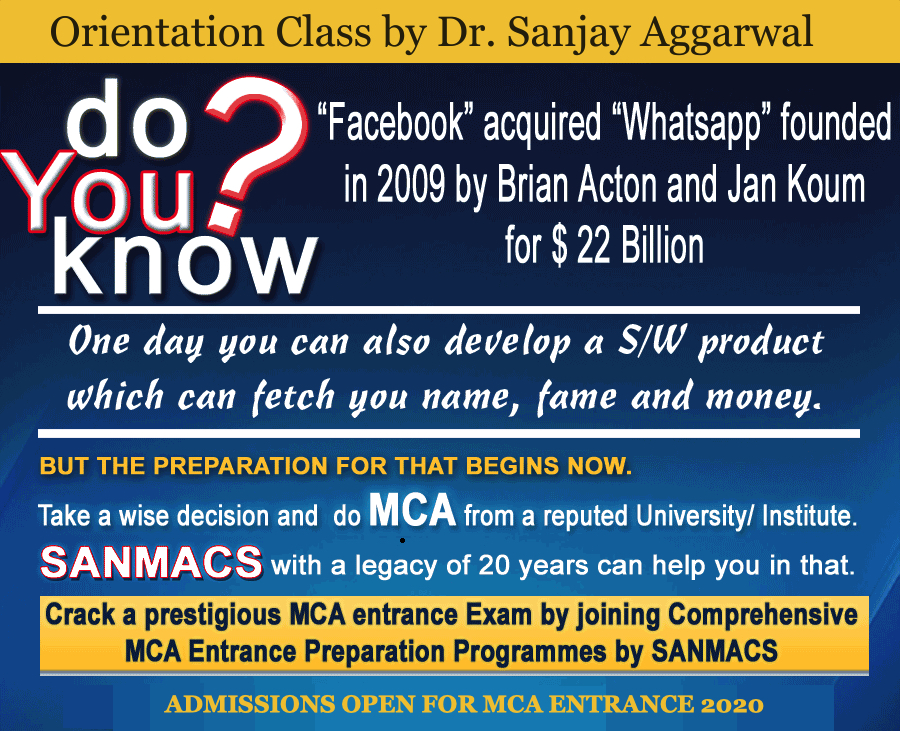 Orientation Class by Dr. Sanjay Aggarwal
do
You ?
know
“Facebook” acquired “Whatsapp” founded
in 2009 by Brian Acton and Jan Koum
for $ 22 Billion
One day you can also develop a S/W product
which can fetch you name, fame and money.
BUT THE PREPARATION FOR THAT BEGINS NOW.
Take a wise decision and do MCA from a reputed University/ Institute.
SANMACS with a legacy of 20 years can help you in that.
Crack a prestigious MCA entrance Exam by joining Comprehensive
MCA Entrance Preparation Programmes by SANMACS
ADMISSIONS OPEN FOR MCA ENTRANCE 2020